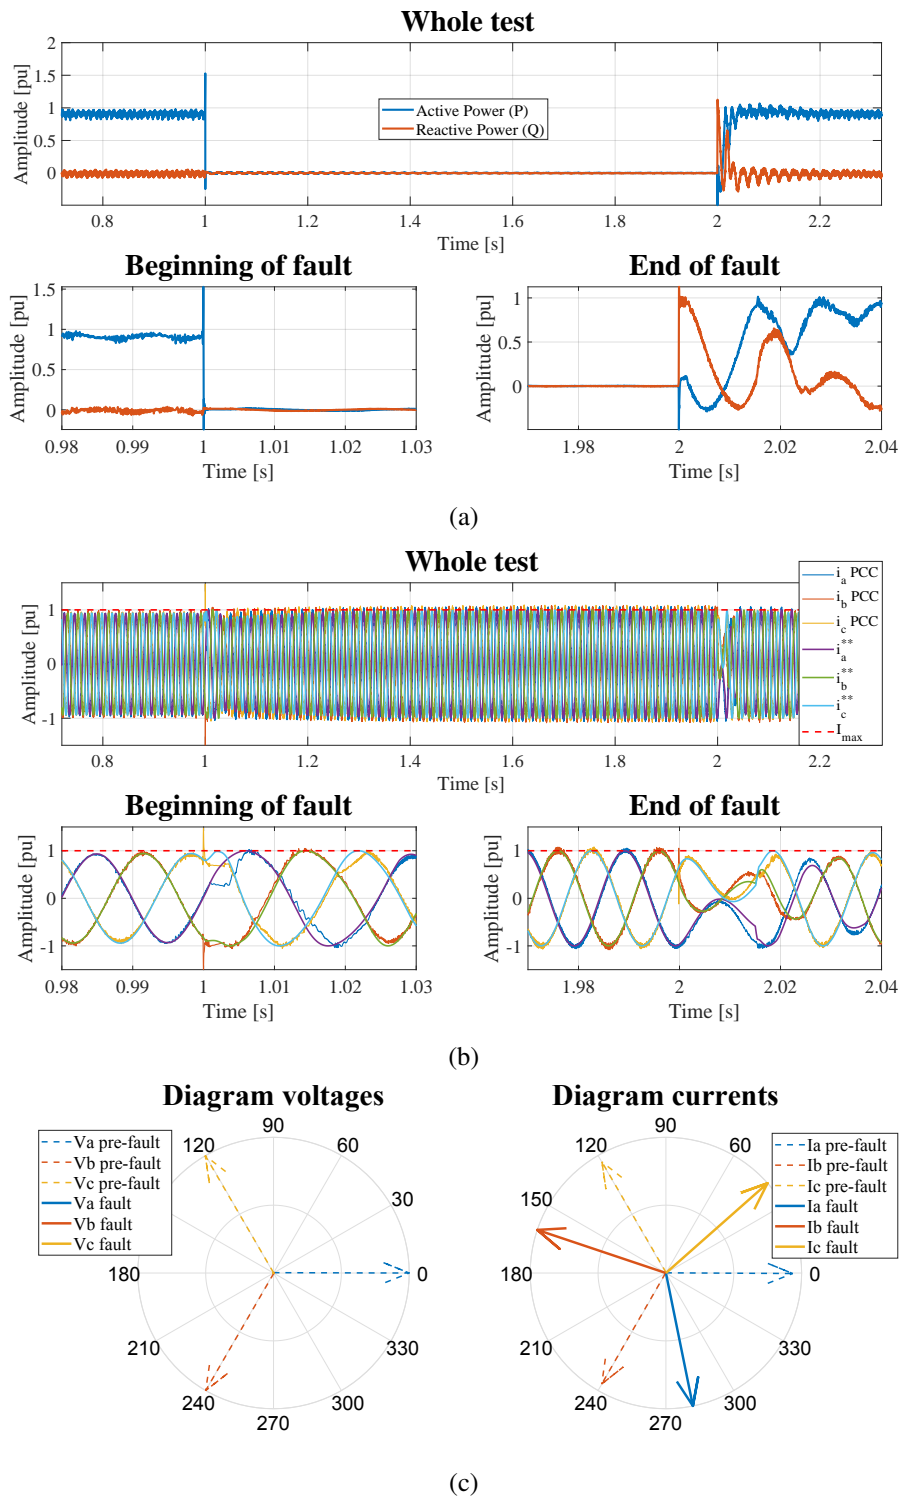 Whole test
2
1.5
1
0.5
0
Amplitude [pu]
Active Power (P)
Reactive Power (Q)
0.8 1 1.2 1.4 1.6 1.8 2 2.2
Time [s]
Beginning of fault
1.5
1
0.5
0
Amplitude [pu]
0.98 0.99 1 1.01 1.02 1.03
Time [s]
End of fault
1
0.5
0
Amplitude [pu]
1.98 2 2.02 2.04
Time [s]
(a)
Whole test
1
0
-1
Amplitude [pu]
i_a PCC
i_b PCC
i_c PCC
i_a^**
i_b^**
i_c^**
I_max
0.8 1 1.2 1.4 1.6 1.8 2 2.2
Time [s]
Beginning of fault
1
0
-1
Amplitude [pu]
0.98 0.99 1 1.01 1.02 1.03
Time [s]
End of fault
1
0
-1
Amplitude [pu]
1.98 2 2.02 2.04
Time [s]
(b)
Diagram voltages
Va pre-fault
Vb pre-fault
Vc pre-fault
Va fault
Vb fault
Vc fault
90
120 60
30
180 0
210 330
240 300
270
Diagram currents
Ia pre-fault
Ib pre-fault
Ic pre-fault
Ia fault
Ib fault
Ic fault
90
120 60
150
180 0
210 330
240 300
270
(c)